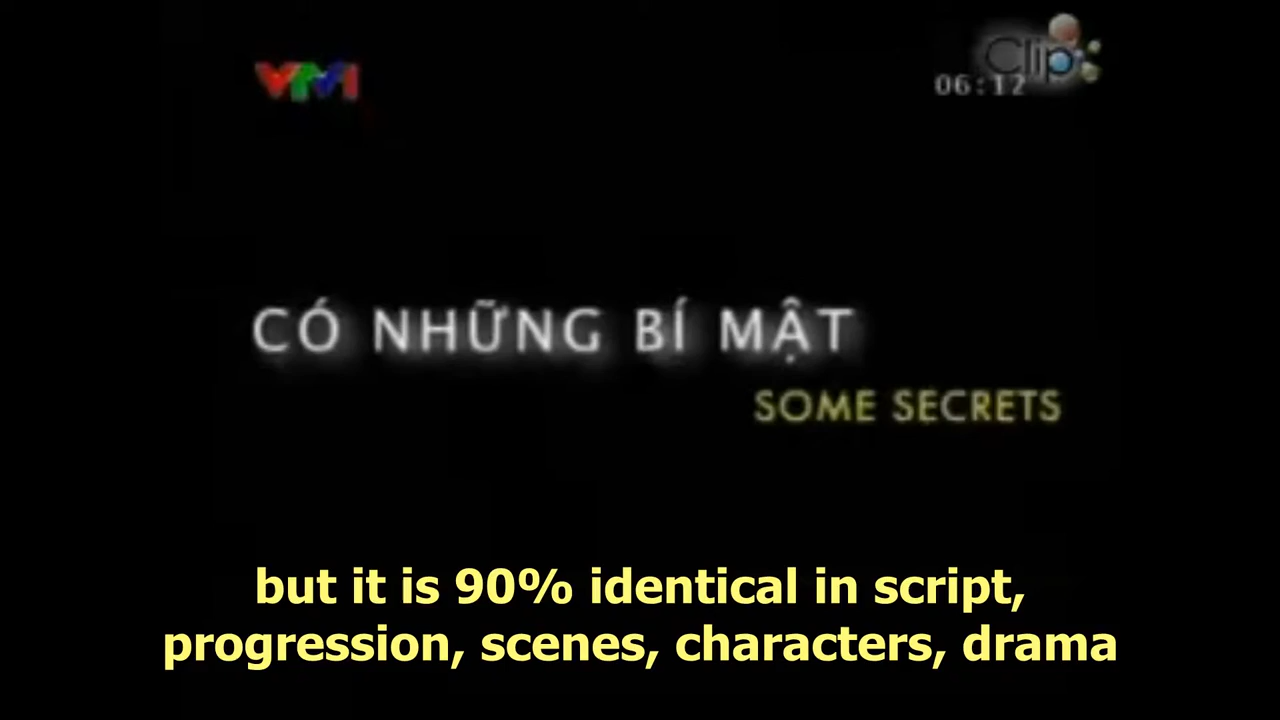 VTV1
Clip
06:12
CÓ NHỮNG BÍ MẬT
SOME SECRETS
but it is 90% identical in script,
progression, scenes, characters, drama